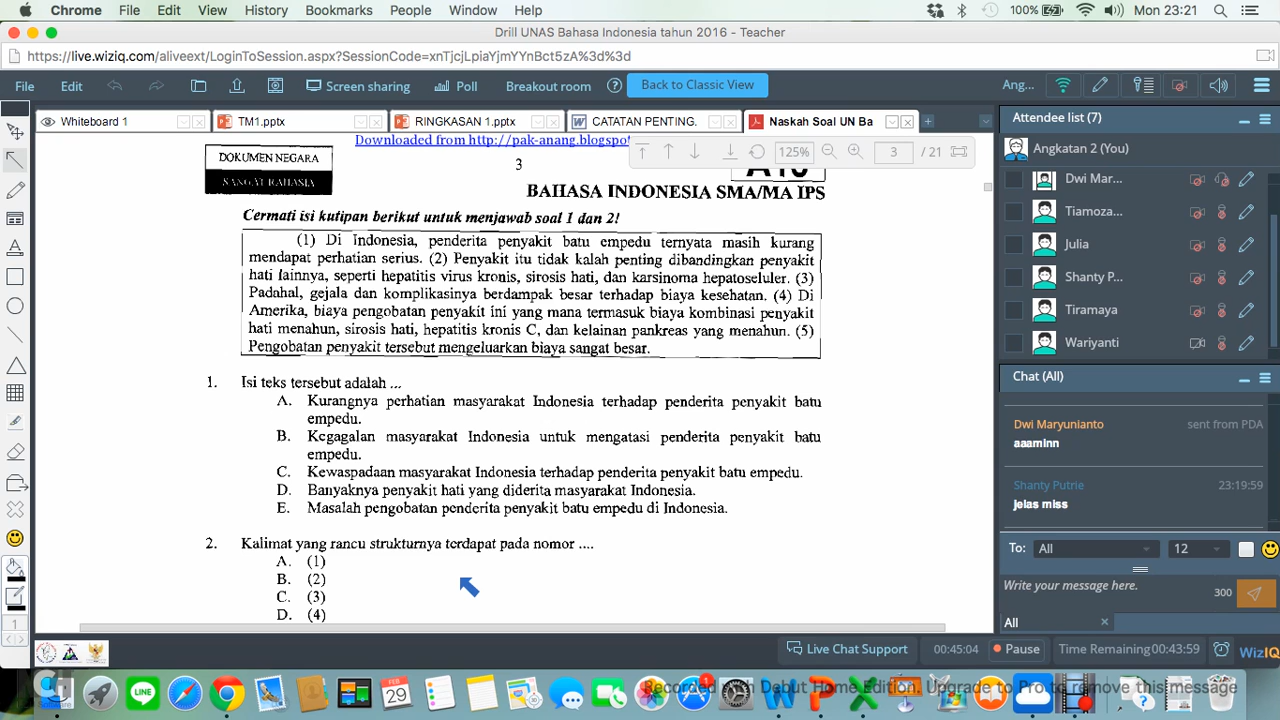 Chrome File Edit View History Bookmarks People Window Help 100% Mon 23:21
Drill UNAS Bahasa Indonesia tahun 2016 - Teacher
https://live.wiziq.com/aliveext/LoginToSession.aspx?SessionCode=xnTjcjLpiaYjmYYnBct5zA%3d%3d
File Edit Screen sharing Poll Breakout room Back to Classic View Ang...
Whiteboard 1 TM1.pptx RINGKASAN 1.pptx CATATAN PENTING. Naskah Soal UN Ba
Attendee list (7)
Angkatan 2 (You)
Dwi Mar...
Tiamoza...
Julia
Shanty P...
Tiramaya
Wariyanti
Chat (All)
Dwi Maryunianto sent from PDA
aaaminn
Shanty Putrie 23:19:59
jelas miss
To: All 12
Write your message here. 300
All
Downloaded from http://pak-anang.blogspot
125% 3 / 21
DOKUMEN NEGARA
SANGAT RAHASIA
3
BAHASA INDONESIA SMA/MA IPS
Cermati isi kutipan berikut untuk menjawab soal 1 dan 2!
(1) Di Indonesia, penderita penyakit batu empedu ternyata masih kurang
mendapat perhatian serius. (2) Penyakit itu tidak kalah penting dibandingkan penyakit
hati lainnya, seperti hepatitis virus kronis, sirosis hati, dan karsinoma hepatoseluler. (3)
Padahal, gejala dan komplikasinya berdampak besar terhadap biaya kesehatan. (4) Di
Amerika, biaya pengobatan penyakit ini yang mana termasuk biaya kombinasi penyakit
hati menahun, sirosis hati, hepatitis kronis C, dan kelainan pankreas yang menahun. (5)
Pengobatan penyakit tersebut mengeluarkan biaya sangat besar.
1. Isi teks tersebut adalah ...
A. Kurangnya perhatian masyarakat Indonesia terhadap penderita penyakit batu
empedu.
B. Kegagalan masyarakat Indonesia untuk mengatasi penderita penyakit batu
empedu.
C. Kewaspadaan masyarakat Indonesia terhadap penderita penyakit batu empedu.
D. Banyaknya penyakit hati yang diderita masyarakat Indonesia.
E. Masalah pengobatan penderita penyakit batu empedu di Indonesia.
2. Kalimat yang rancu strukturnya terdapat pada nomor ....
A. (1)
B. (2)
C. (3)
D. (4)
1
Live Chat Support 00:45:04 Pause Time Remaining 00:43:59 WizIQ
LINE FEB 29
Recorded with Debut Home Edition. Upgrade to Pro to remove this message